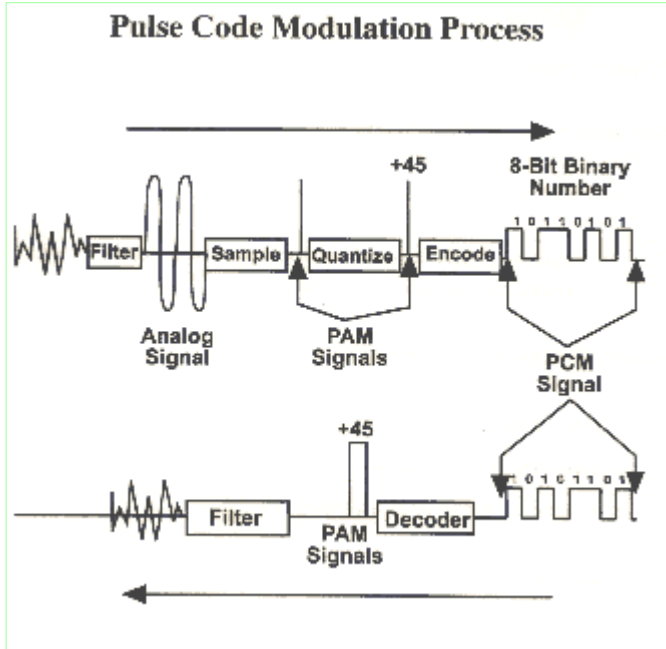 Pulse Code Modulation Process
+45
8-Bit Binary
Number
1 0 1 1 0 1 0 1
Filter
Sample
Quantize
Encode
Analog
Signal
PAM
Signals
PCM
Signal
+45
1 0 1 0 1 1 0 1
Filter
Decoder
PAM
Signals